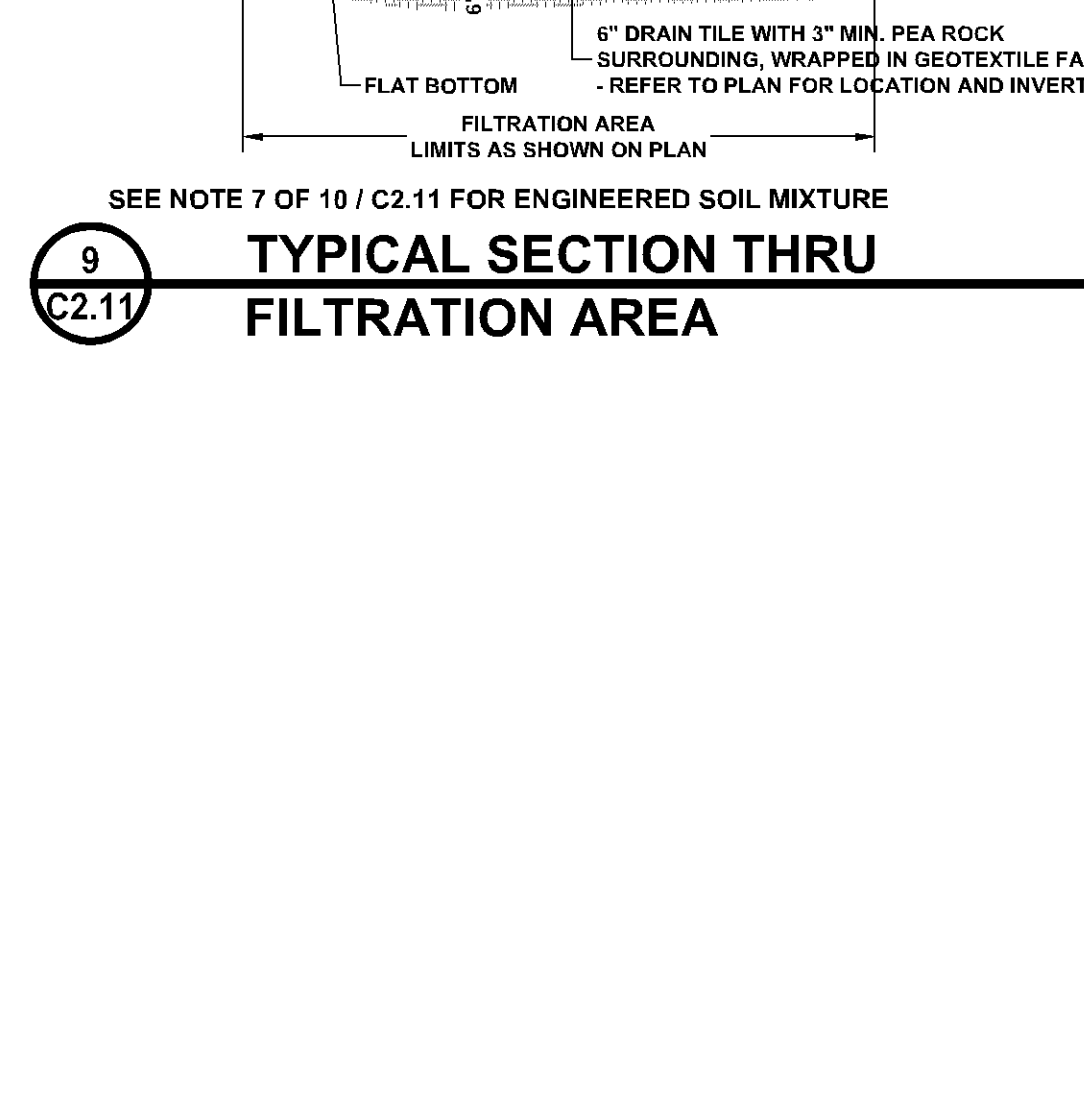 6" DRAIN TILE WITH 3" MIN. PEA ROCK
SURROUNDING, WRAPPED IN GEOTEXTILE
- REFER TO PLAN FOR LOCATION AND INVERT
FLAT BOTTOM
FILTRATION AREA
LIMITS AS SHOWN ON PLAN
SEE NOTE 7 OF 10 / C2.11 FOR ENGINEERED SOIL MIXTURE
9
C2.11
TYPICAL SECTION THRU
FILTRATION AREA